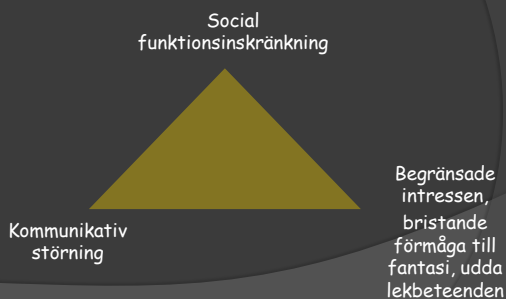 Social
funktionsinskränkning
Kommunikativ
störning
Begränsade
intressen,
bristande
förmåga till
fantasi, udda
lekbeteenden